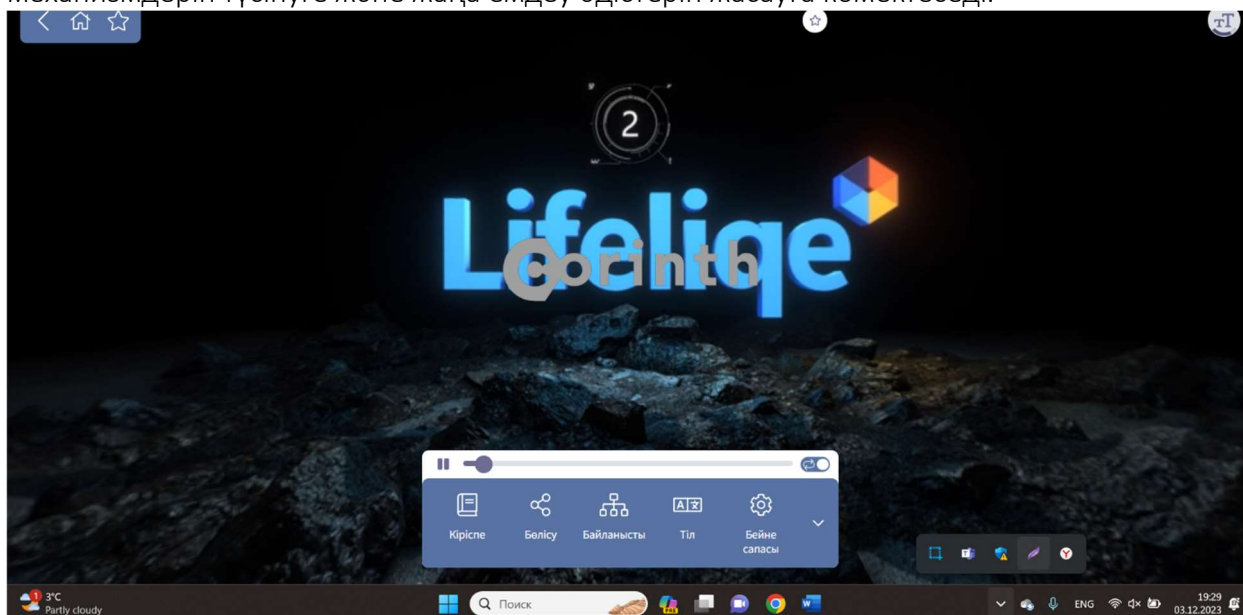 механизмдерін түсінуге және жаңа емдеу әдістерін жасауға көмектеседі.
2
Lifeliqe
corinth
Кіріспе
Бөлісу
Байланысты
Тіл
Бейне
сапасы
3°C
Partly cloudy
Поиск
ENG
19:29
03.12.2023